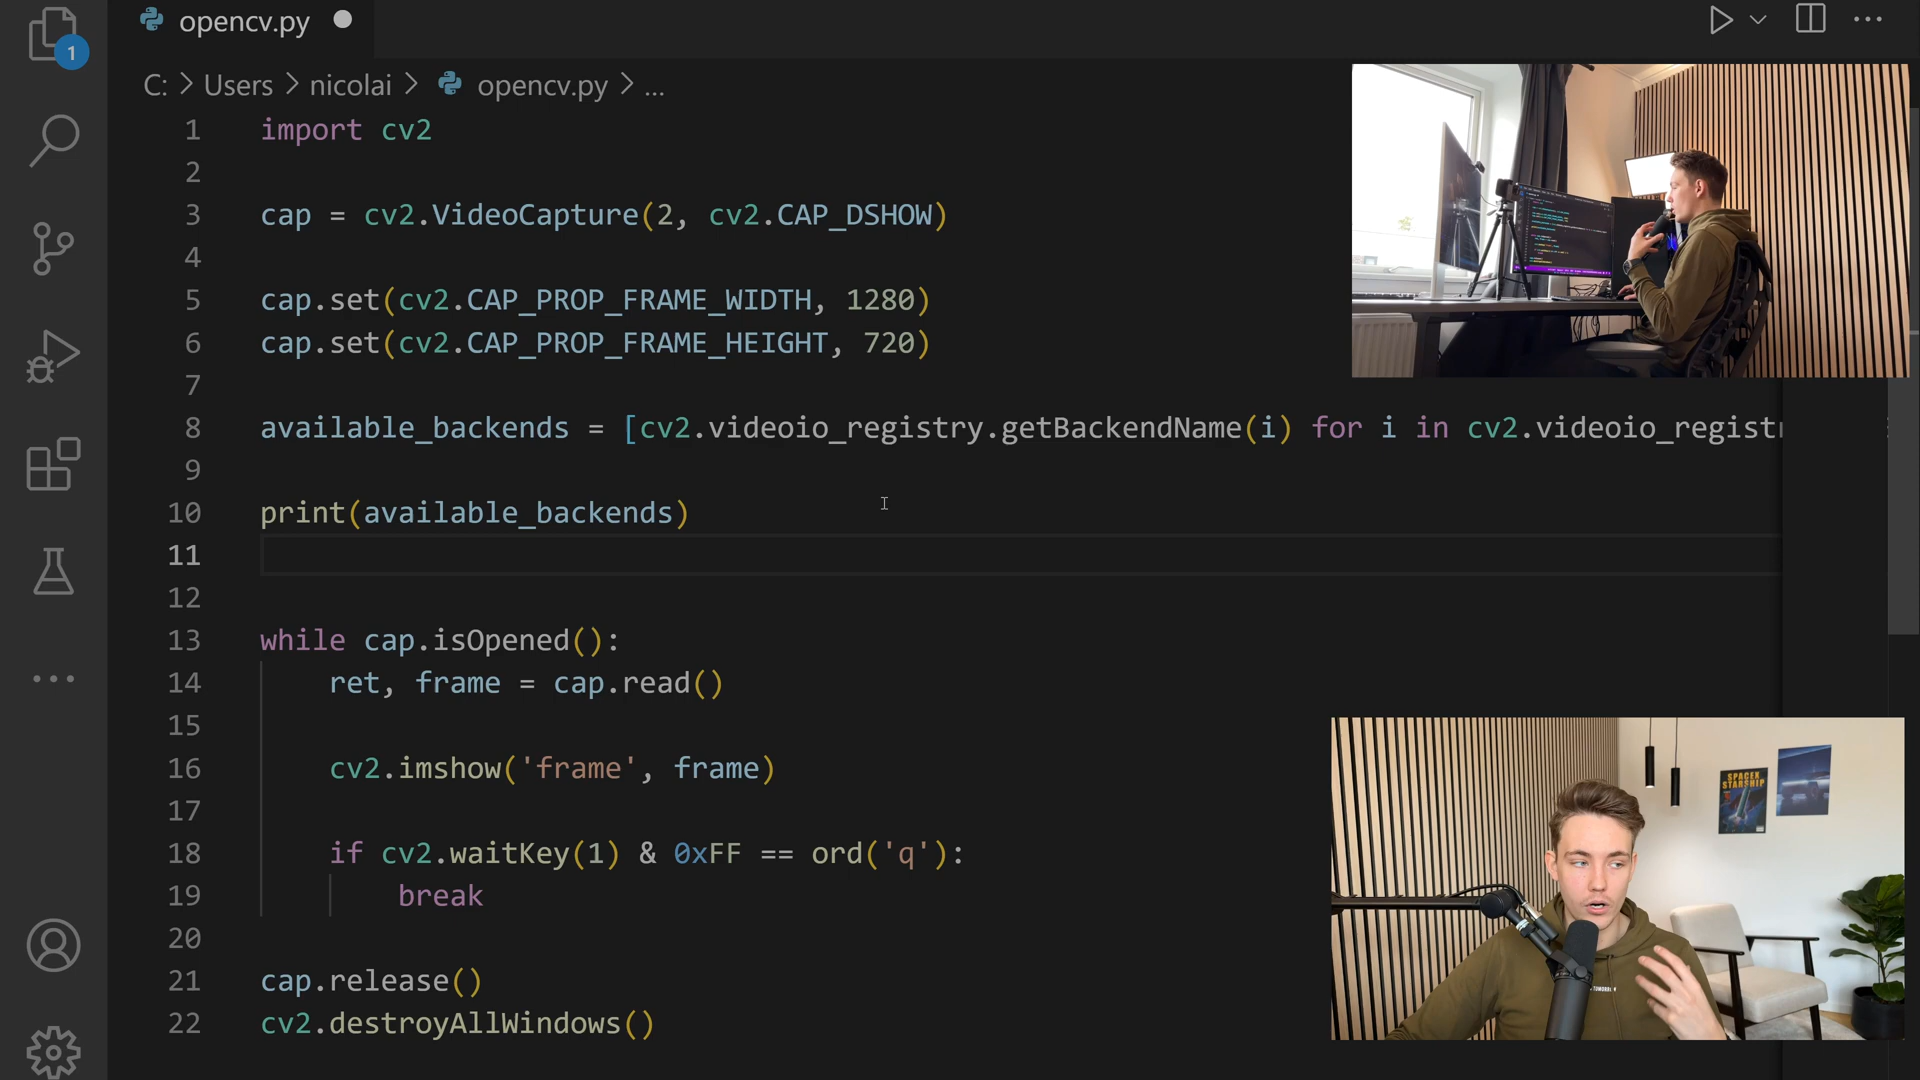 opencv.py
1
C: > Users > nicolai > opencv.py > ...
1 import cv2
2
3 cap = cv2.VideoCapture(2, cv2.CAP_DSHOW)
4
5 cap.set(cv2.CAP_PROP_FRAME_WIDTH, 1280)
6 cap.set(cv2.CAP_PROP_FRAME_HEIGHT, 720)
7
8 available_backends = [cv2.videoio_registry.getBackendName(i) for i in cv2.videoio_registr
9
10 print(available_backends)
11
12
13 while cap.isOpened():
14 ret, frame = cap.read()
15
16 cv2.imshow('frame', frame)
17
18 if cv2.waitKey(1) & 0xFF == ord('q'):
19 break
20
21 cap.release()
22 cv2.destroyAllWindows()
SPACEX
STARSHIP